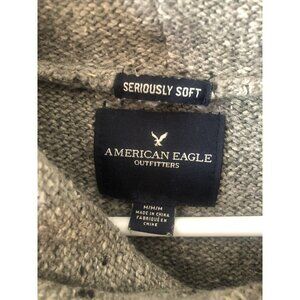 SERIOUSLY SOFT
AMERICAN EAGLE
OUTFITTERS
M/M/M
MADE IN CHINA
FABRIQUÉ EN
CHINE